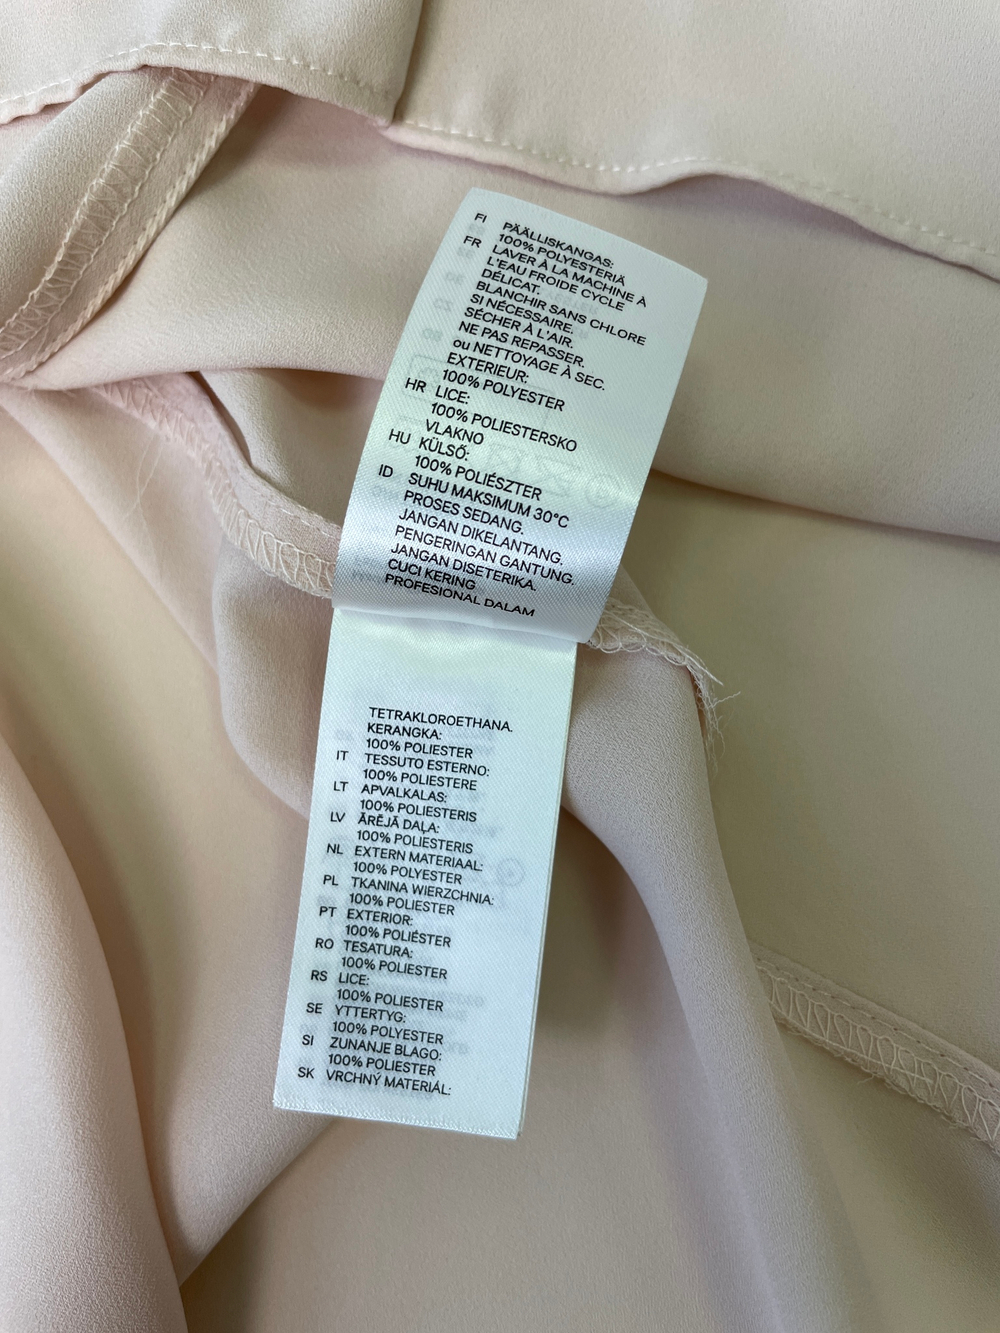 FI PÄÄLLISKANGAS:
100% POLYESTERIÄ
FR LAVER À LA MACHINE À
L'EAU FROIDE CYCLE
DÉLICAT.
BLANCHIR SANS CHLORE
SI NÉCESSAIRE.
SÉCHER À L'AIR.
NE PAS REPASSER.
ou NETTOYAGE À SEC.
EXTERIEUR:
100% POLYESTER
HR LICE:
100% POLIESTERSKO
VLAKNO
HU KÜLSŐ:
100% POLIÉSZTER
ID SUHU MAKSIMUM 30°C
PROSES SEDANG.
JANGAN DIKELANTANG.
PENGERINGAN GANTUNG.
JANGAN DISETERIKA.
CUCI KERING
PROFESIONAL DALAM
TETRAKLOROETHANA.
KERANGKA:
100% POLIESTER
IT TESSUTO ESTERNO:
100% POLIESTERE
LT APVALKALAS:
100% POLIESTERIS
LV ĀRĒJĀ DAĻA:
100% POLIESTERIS
NL EXTERN MATERIAAL:
100% POLYESTER
PL TKANINA WIERZCHNIA:
100% POLIESTER
PT EXTERIOR:
100% POLIÉSTER
RO TESATURA:
100% POLIESTER
RS LICE:
100% POLIESTER
SE YTTERTYG:
100% POLYESTER
SI ZUNANJE BLAGO:
100% POLIESTER
SK VRCHNÝ MATERIÁL: